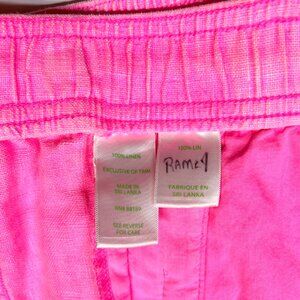 100% LINEN
EXCLUSIVE OF TRIM
MADE IN
SRI LANKA
RN# 88169
SEE REVERSE
FOR CARE
100% LIN
RAMEY
FABRIQUÉ EN
SRI LANKA